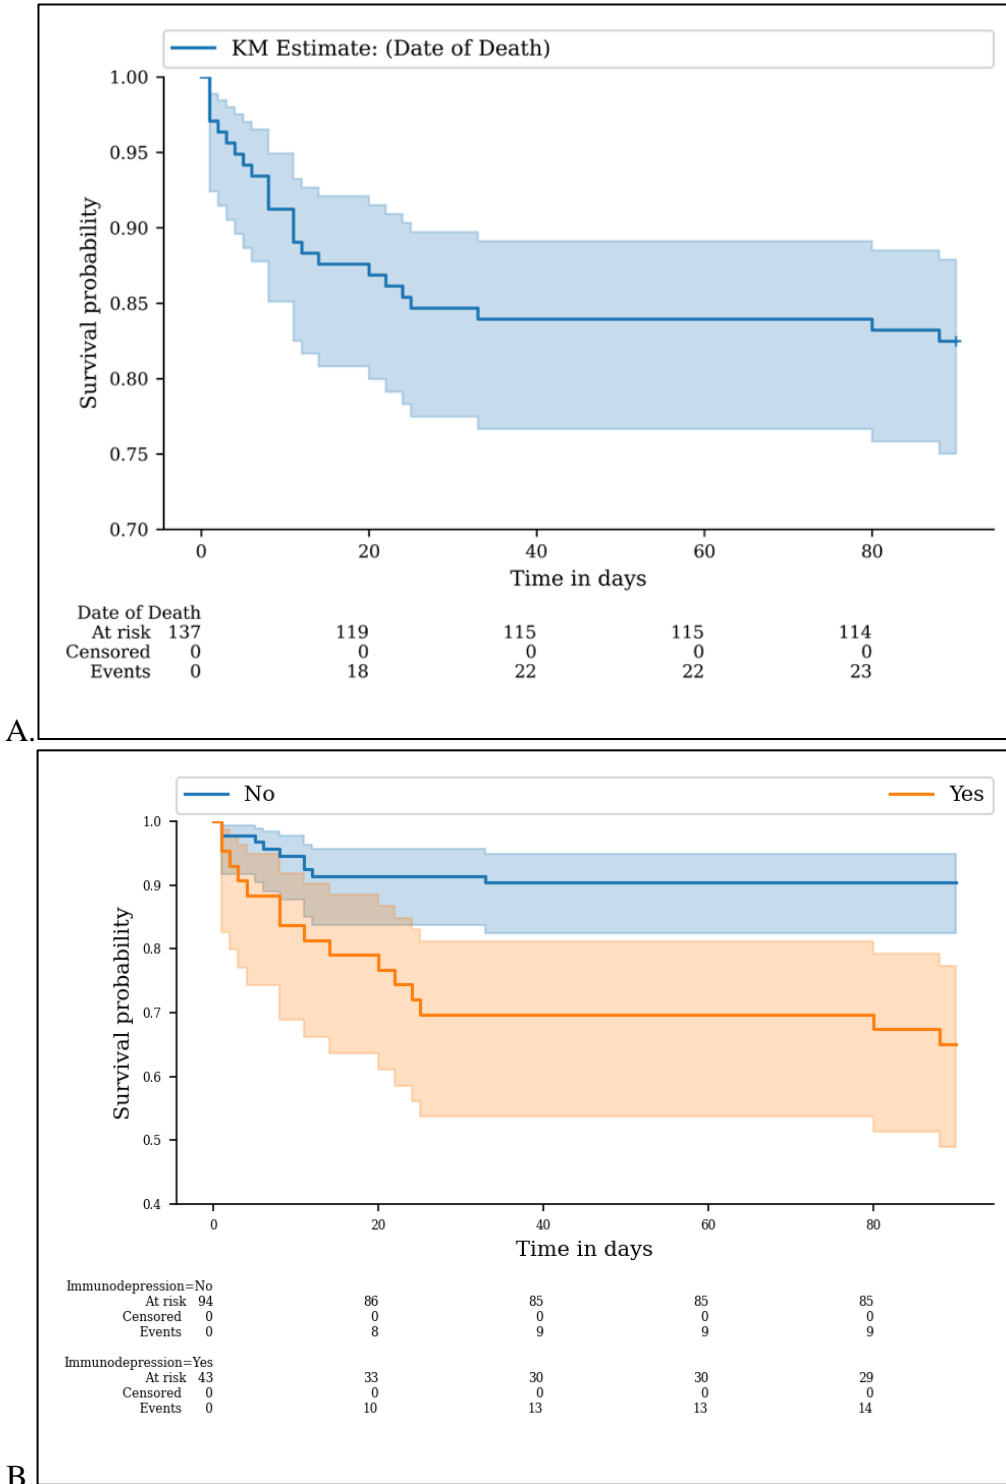 KM Estimate: (Date of Death)
1.00
0.95
0.90
0.85
0.80
0.75
0.70
Survival probability
0 20 40 60 80
Time in days
Date of Death
At risk 137 119 115 115 114
Censored 0 0 0 0 0
Events 0 18 22 22 23
A.
No Yes
1.0
0.9
0.8
0.7
0.6
0.5
0.4
Survival probability
0 20 40 60 80
Time in days
Immunodepression=No
At risk 94 86 85 85 85
Censored 0 0 0 0 0
Events 0 8 9 9 9
Immunodepression=Yes
At risk 43 33 30 30 29
Censored 0 0 0 0 0
Events 0 10 13 13 14
B